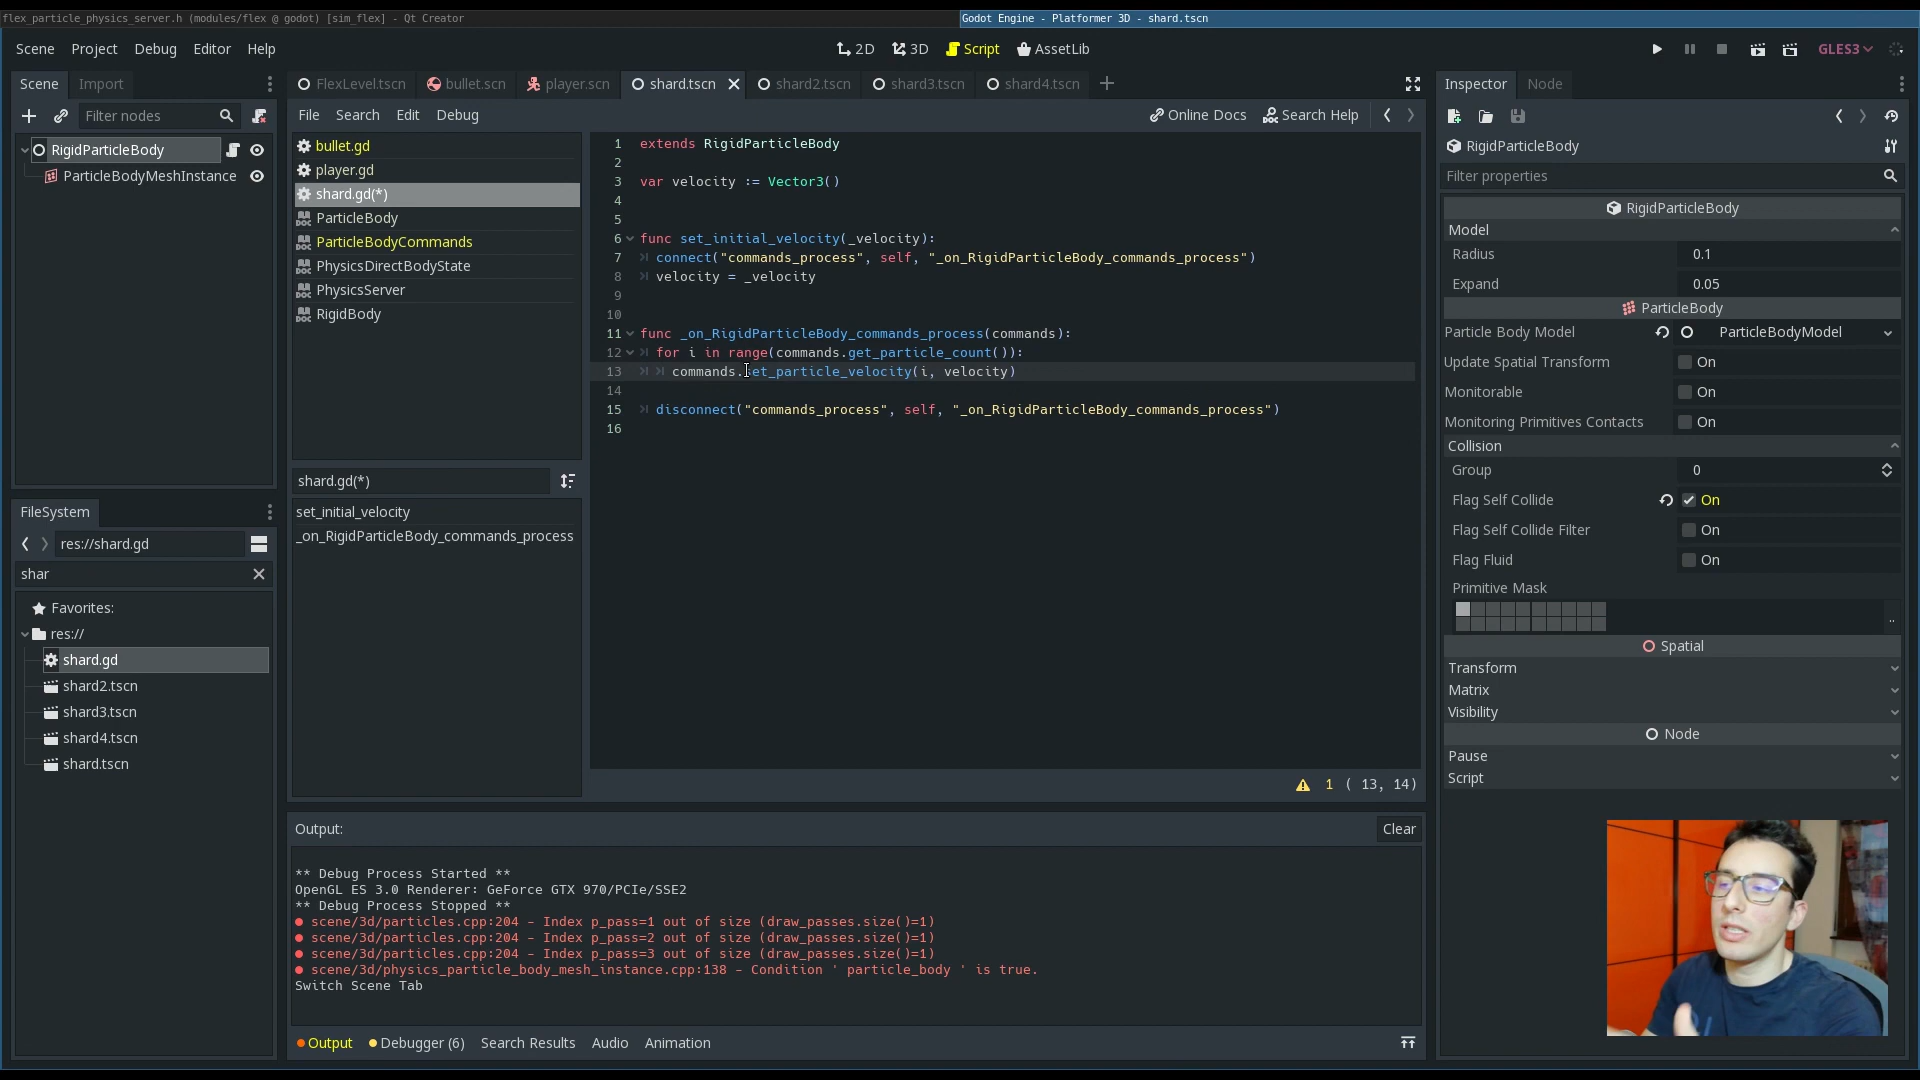 flex_particle_physics_server.h (modules/flex @ godot) [sim_flex] - Qt Creator
Godot Engine - Platformer 3D - shard.tscn
Scene Project Debug Editor Help
2D 3D Script AssetLib
GLES3
Scene Import
FlexLevel.tscn bullet.scn player.scn shard.tscn shard2.tscn shard3.tscn shard4.tscn
Inspector Node
Filter nodes
File Search Edit Debug
Online Docs Search Help
RigidParticleBody
ParticleBodyMeshInstance
bullet.gd
player.gd
shard.gd(*)
ParticleBody
ParticleBodyCommands
PhysicsDirectBodyState
PhysicsServer
RigidBody
shard.gd(*)
set_initial_velocity
_on_RigidParticleBody_commands_process
1 extends RigidParticleBody
2
3 var velocity := Vector3()
4
5
6 func set_initial_velocity(_velocity):
7 connect("commands_process", self, "_on_RigidParticleBody_commands_process")
8 velocity = _velocity
9
10
11 func _on_RigidParticleBody_commands_process(commands):
12 for i in range(commands.get_particle_count()):
13 commands.set_particle_velocity(i, velocity)
14
15 disconnect("commands_process", self, "_on_RigidParticleBody_commands_process")
16
1 ( 13, 14)
FileSystem
res://shard.gd
shar
Favorites:
res://
shard.gd
shard2.tscn
shard3.tscn
shard4.tscn
shard.tscn
Output:
Clear
** Debug Process Started **
OpenGL ES 3.0 Renderer: GeForce GTX 970/PCIe/SSE2
** Debug Process Stopped **
scene/3d/particles.cpp:204 - Index p_pass=1 out of size (draw_passes.size()=1)
scene/3d/particles.cpp:204 - Index p_pass=2 out of size (draw_passes.size()=1)
scene/3d/particles.cpp:204 - Index p_pass=3 out of size (draw_passes.size()=1)
scene/3d/physics_particle_body_mesh_instance.cpp:138 - Condition ' particle_body ' is true.
Switch Scene Tab
Output Debugger (6) Search Results Audio Animation
RigidParticleBody
Filter properties
RigidParticleBody
Model
Radius 0.1
Expand 0.05
ParticleBody
Particle Body Model ParticleBodyModel
Update Spatial Transform On
Monitorable On
Monitoring Primitives Contacts On
Collision
Group 0
Flag Self Collide On
Flag Self Collide Filter On
Flag Fluid On
Primitive Mask
..
Spatial
Transform
Matrix
Visibility
Node
Pause
Script